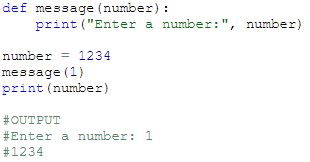 def message(number):
    print("Enter a number:", number)

number = 1234
message(1)
print(number)

#OUTPUT
#Enter a number: 1
#1234